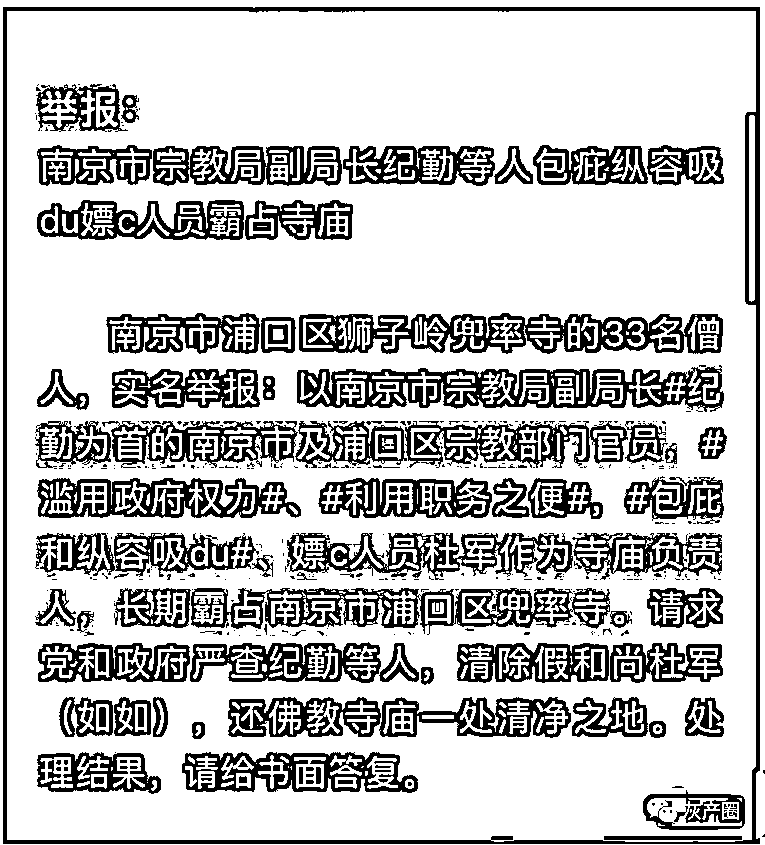 举报:
南京市宗教局副局长纪勤等人包疵纵容吸
du嫖c人员霸占寺庙
南京市浦口区狮子岭兜率寺的33名僧
人，实名举报：以南京市宗教局副局长#纪
勤为首的南京市及浦口区宗教部门官员，#
滥用政府权力#、#利用职务之便#，#包庇
和纵容吸du#、嫖c人员杜军作为寺庙负责
人，长期霸占南京市浦口区兜率寺。请求
党和政府严查纪勤等人，清除假和尚杜军
（如如），还佛教寺庙一处清净之地。处
理结果，请给书面答复。
灰产圈